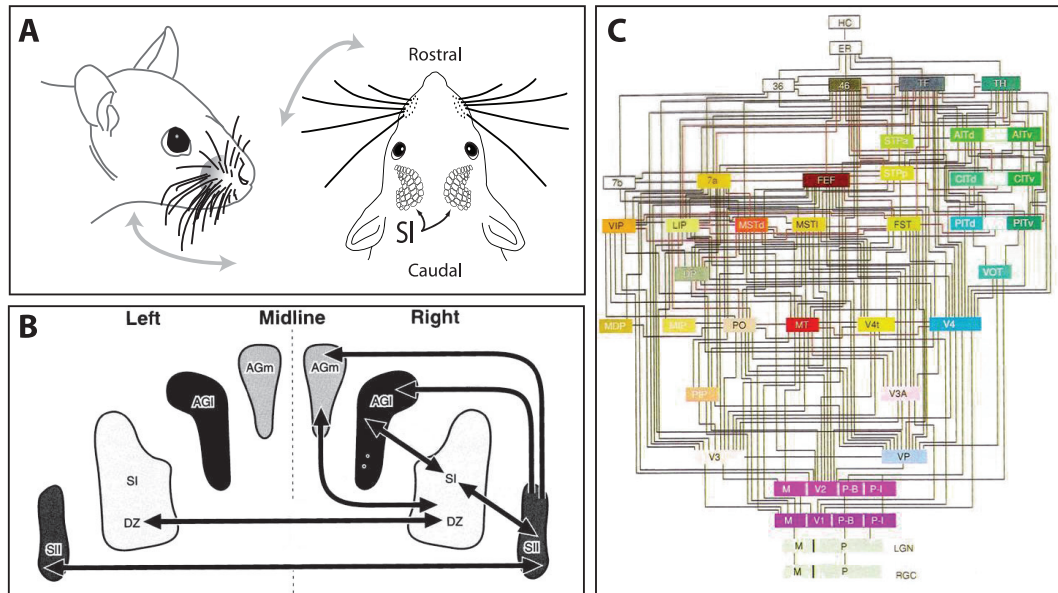 A
Rostral
SI
Caudal
B
Left Midline Right
AGm AGm
AGl AGl
SI SI
DZ DZ
SII SII
C
HC
ER
36 46 TF TH
STPa AITd AITv
7b 7a FEF STPp CITd CITv
VIP LIP MSTd MSTl FST PITd PITv
DP VOT
MDP MIP PO MT V4t V4
PIP V3A
V3 VP
M V2 P-B P-I
M V1 P-B P-I
M P LGN
M P RGC